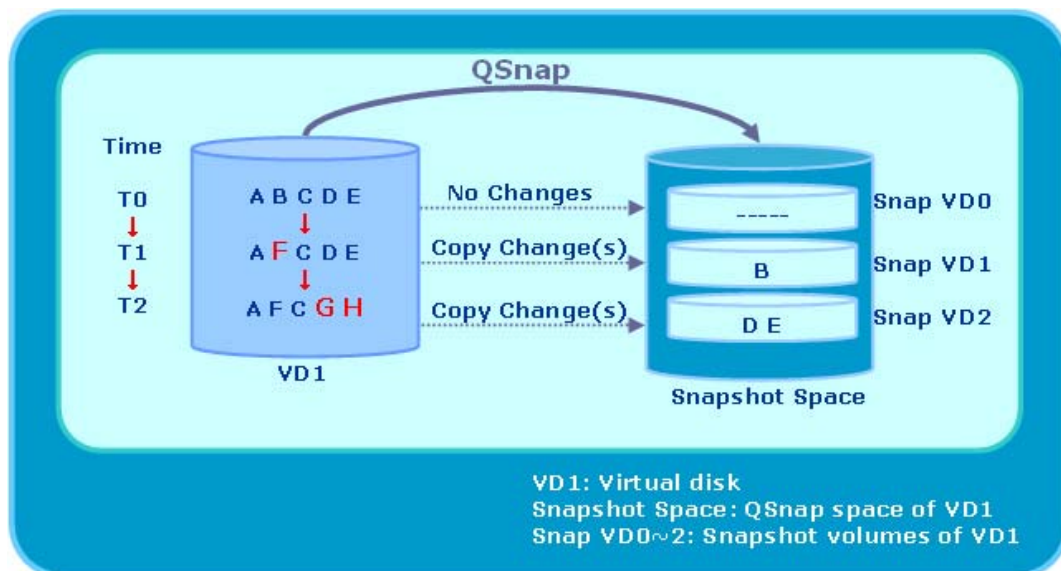 QSnap
Time
T0
T1
T2
A B C D E
A F C D E
A F C G H
VD1
No Changes
Copy Change(s)
Copy Change(s)
-----
B
D E
Snap VD0
Snap VD1
Snap VD2
Snapshot Space
VD1: Virtual disk
Snapshot Space: QSnap space of VD1
Snap VD0~2: Snapshot volumes of VD1